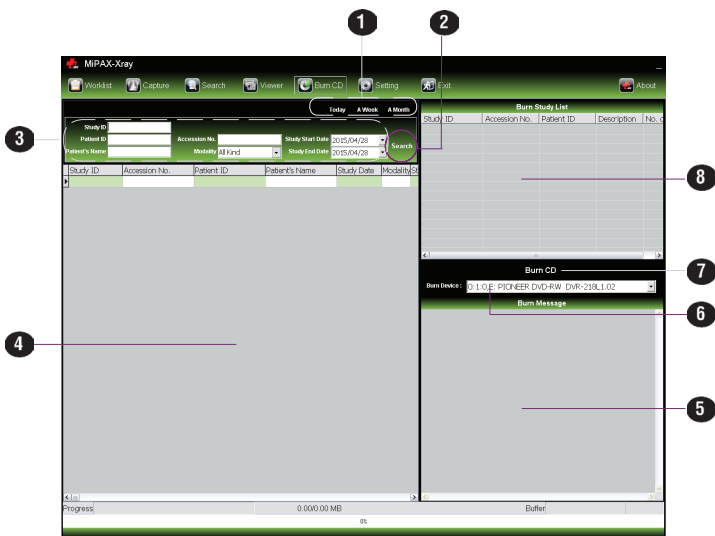 1
2
MiPAX-Xray
Worklist Capture Search Viewer Burn CD Setting Exit About
Today A Week A Month
Burn Study List
Study ID Accession No. Patient ID Description No. o
3
Study ID
Patient ID Accession No. Study Start Date 2015/04/28
Patient's Name Modality All Kind Study End Date 2015/04/28
Search
Study ID Accession No. Patient ID Patient's Name Study Date Modality St
8
Burn CD
7
Burn Device : 0:1:0,E: PIONEER DVD-RW DVR-218L1.02
Burn Message
6
4
5
Progress 0.00/0.00 MB Buffer
0%